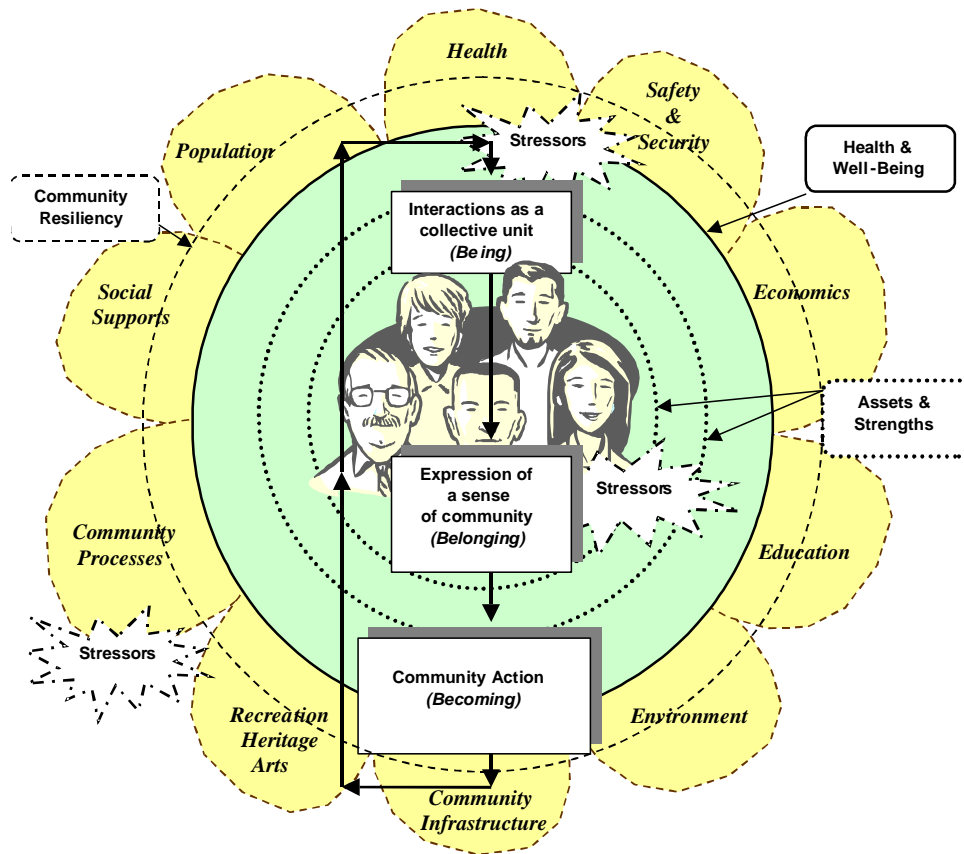 Health
Safety
&
Security
Stressors
Population
Health &
Well-Being
Community
Resiliency
Interactions as a
collective unit
(Being)
Social
Supports
Economics
Assets &
Strengths
Expression of
a sense
of community
(Belonging)
Stressors
Community
Processes
Education
Stressors
Community Action
(Becoming)
Recreation
Heritage
Arts
Environment
Community
Infrastructure